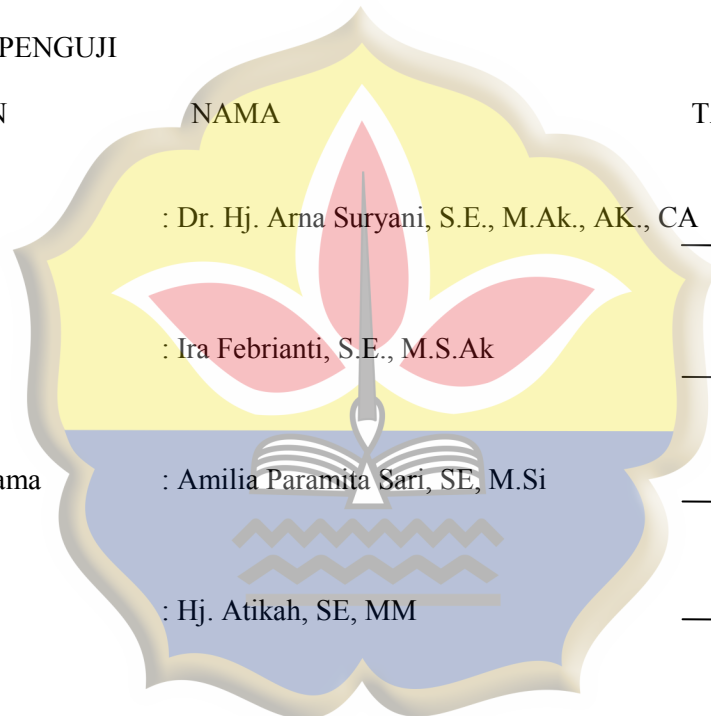 PENGUJI
N NAMA TA
: Dr. Hj. Arna Suryani, S.E., M.Ak., AK., CA
: Ira Febrianti, S.E., M.S.Ak
ama : Amilia Paramita Sari, SE, M.Si
: Hj. Atikah, SE, MM